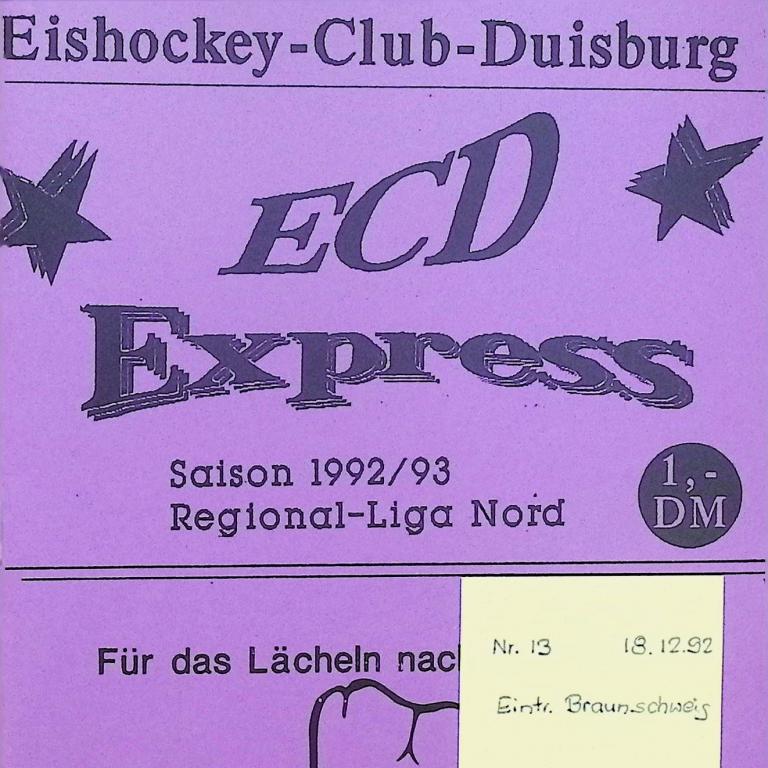 Eishockey-Club-Duisburg
ECD
Express
Saison 1992/93
Regional-Liga Nord
1,-
DM
Für das Lächeln nac
Nr. 13 18.12.92
Eintr. Braunschweig